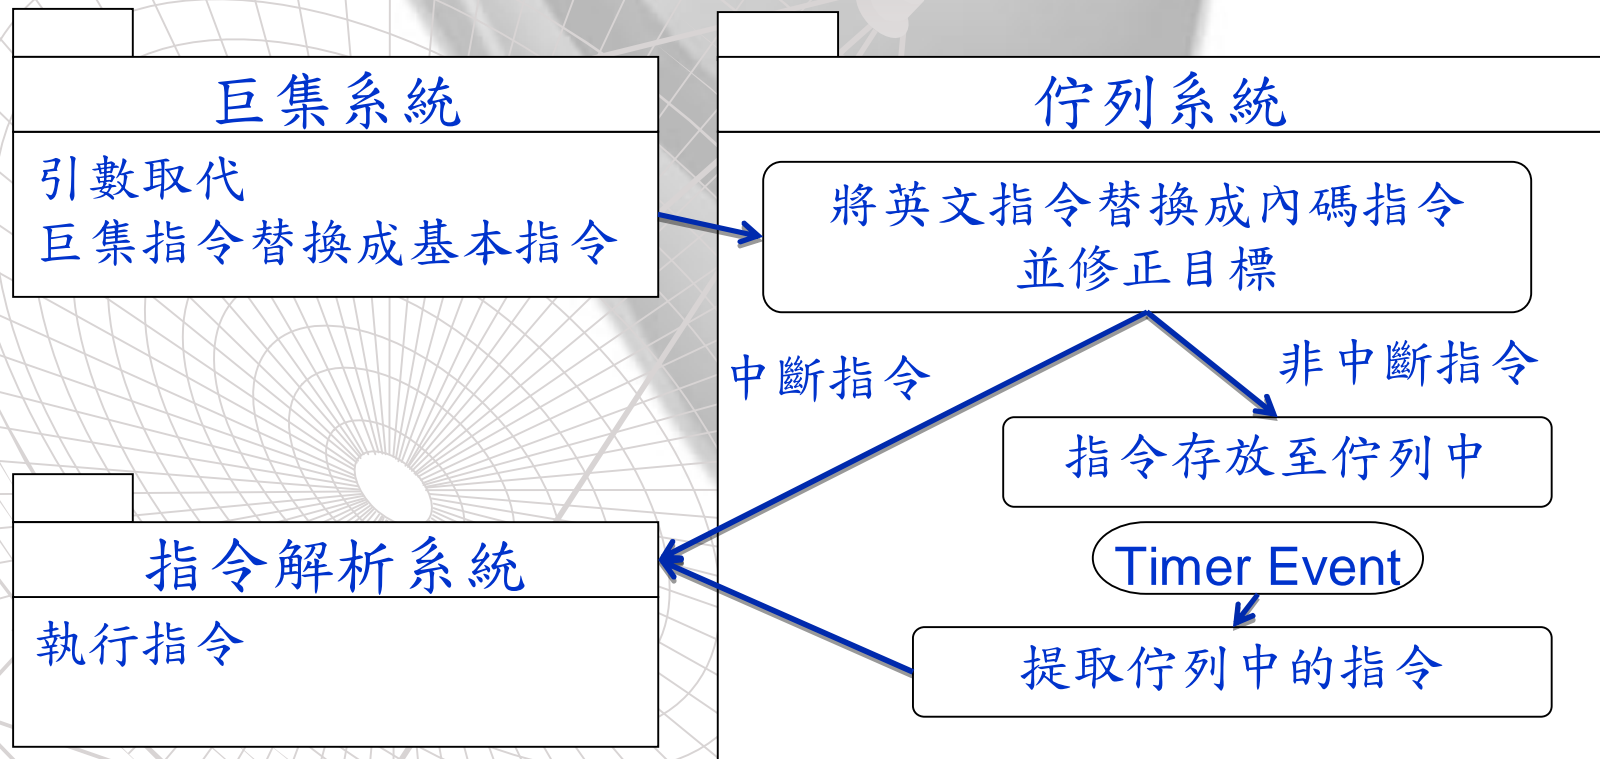 巨集系統
引數取代
巨集指令替換成基本指令
佇列系統
將英文指令替換成內碼指令
並修正目標
中斷指令
非中斷指令
指令存放至佇列中
Timer Event
提取佇列中的指令
指令解析系統
執行指令